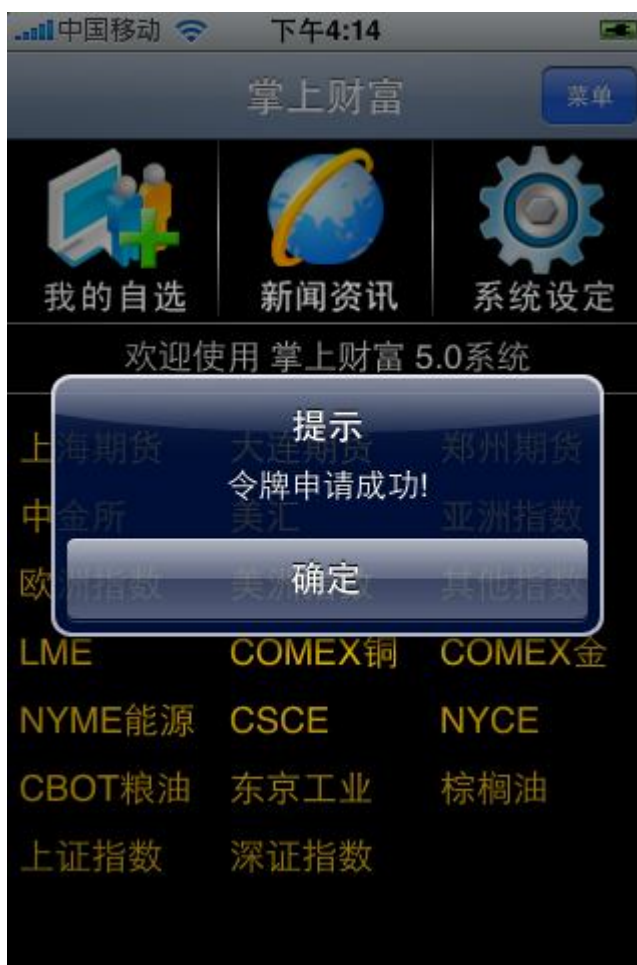 中国移动 下午4:14
掌上财富 菜单
我的自选 新闻资讯 系统设定
欢迎使用 掌上财富 5.0系统
提示
令牌申请成功!
确定
上海期货 大连期货 郑州期货
中金所 美汇 亚洲指数
欧洲指数 美洲指数 其他指数
LME COMEX铜 COMEX金
NYME能源 CSCE NYCE
CBOT粮油 东京工业 棕榈油
上证指数 深证指数